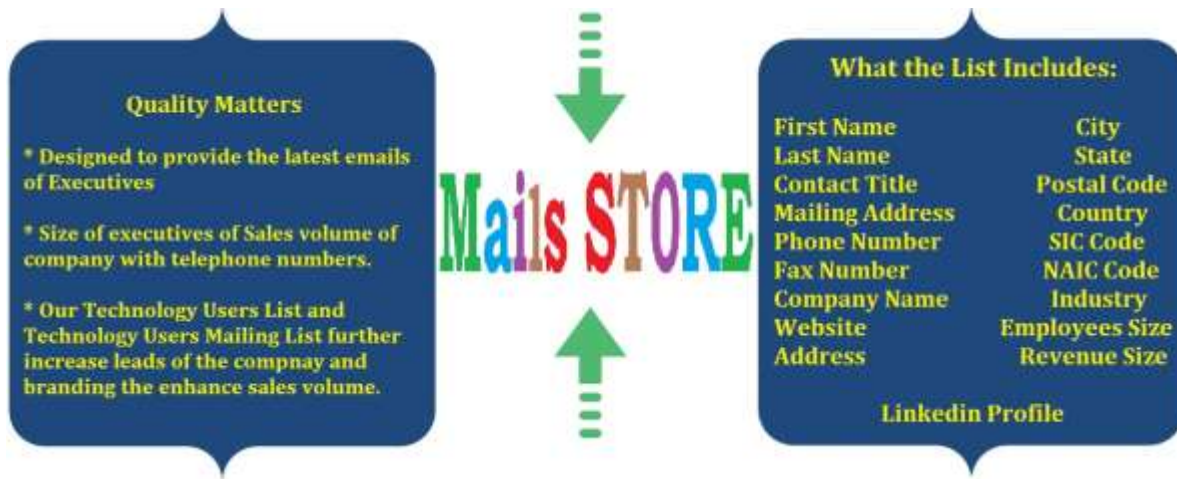 Quality Matters
* Designed to provide the latest emails
of Executives
* Size of executives of Sales volume of
company with telephone numbers.
* Our Technology Users List and
Technology Users Mailing List further
increase leads of the compnay and
branding the enhance sales volume.
Mails STORE
What the List Includes:
First Name City
Last Name State
Contact Title Postal Code
Mailing Address Country
Phone Number SIC Code
Fax Number NAIC Code
Company Name Industry
Website Employees Size
Address Revenue Size
Linkedin Profile